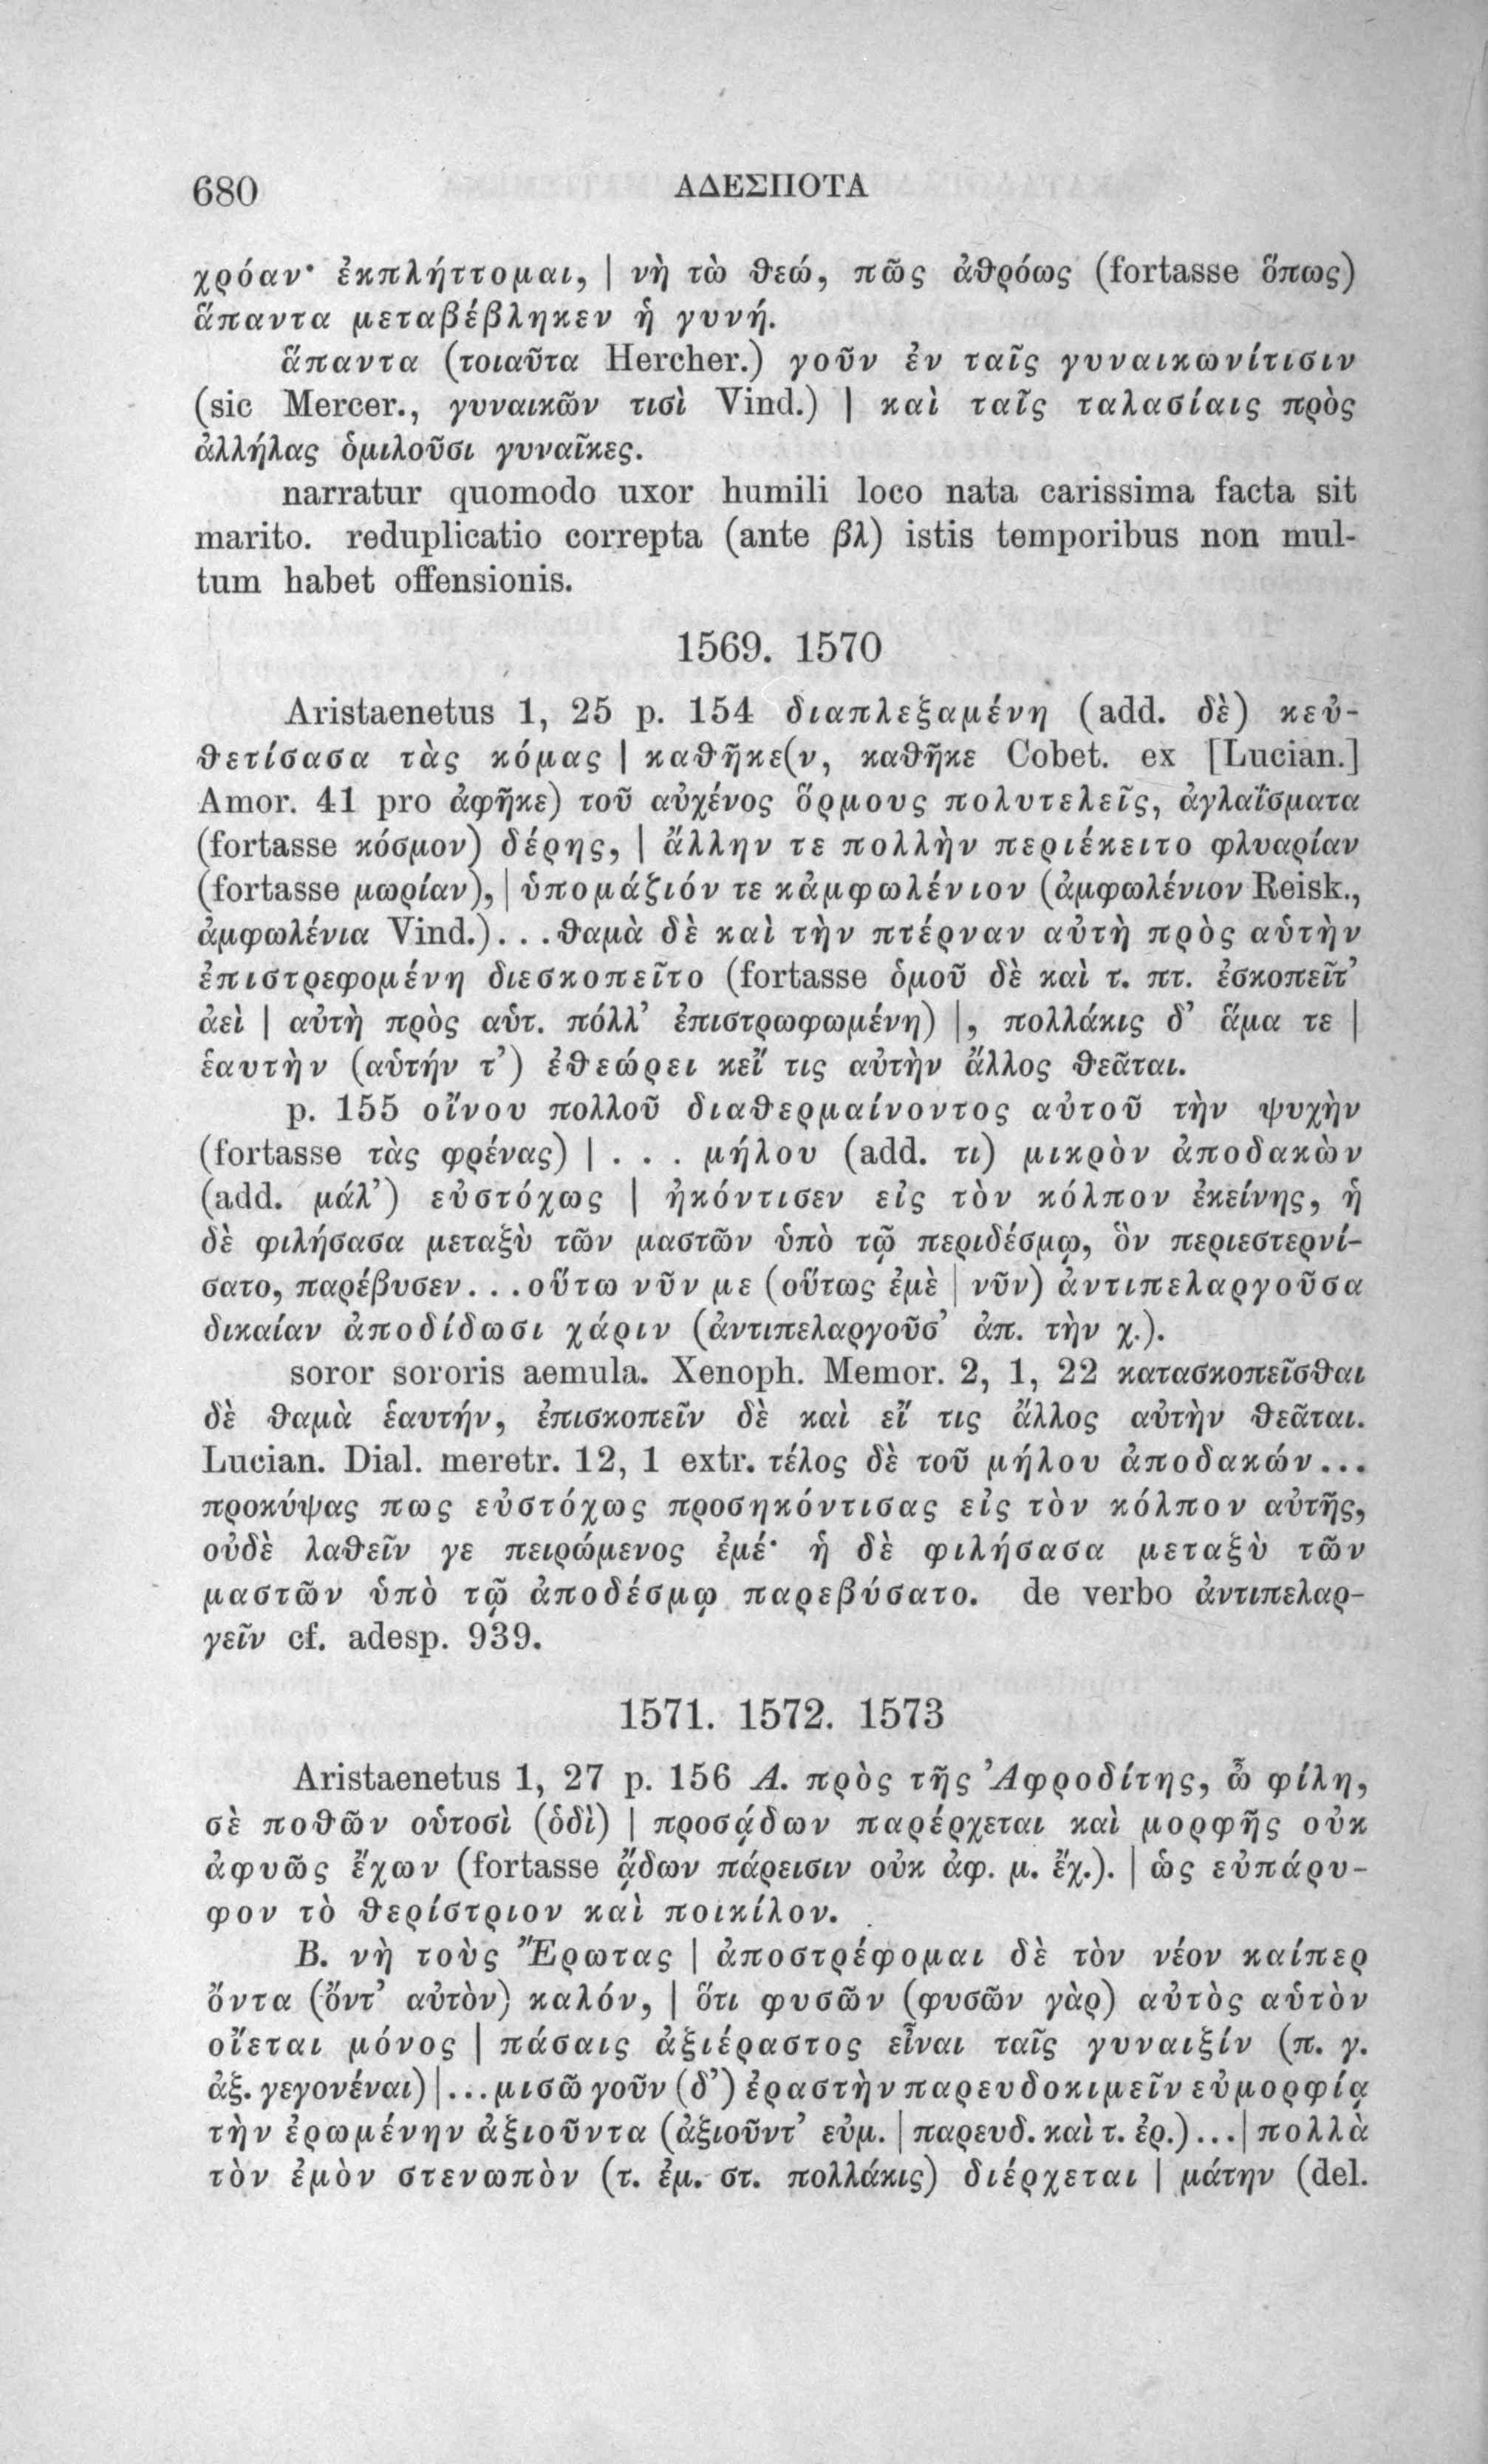 680 ΑΔΕΣΠΟΤΑ
χρόαν· ἐκπλήττομαι, | νὴ τὼ θεώ, πῶς ἀθρόως (fortasse ὅπως)
ἅπαντα μεταβέβληκεν ἡ γυνή.
ἅπαντα (τοιαῦτα Hercher.) γοῦν ἐν ταῖς γυναικωνίτισιν
(sic Mercer., γυναικῶν τισὶ Vind.) | καὶ ταῖς ταλασίαις πρὸς
ἀλλήλας ὁμιλοῦσι γυναῖκες.
narratur quomodo uxor humili loco nata carissima facta sit
marito. reduplicatio correpta (ante βλ) istis temporibus non mul-
tum habet offensionis.
1569. 1570
Aristaenetus 1, 25 p. 154 διαπλεξαμένη (add. δὲ) κεὐ-
θετίσασα τὰς κόμας | καθῆκε(ν, καθῆκε Cobet. ex [Lucian.]
Amor. 41 pro ἀφῆκε) τοῦ αὐχένος ὅρμους πολυτελεῖς, ἀγλαΐσματα
(fortasse κόσμον) δέρης, | ἄλλην τε πολλὴν περιέκειτο φλυαρίαν
(fortasse μωρίαν), | ὑπομάζιόν τε κἀμφωλένιον (ἀμφωλένιον Reisk.,
ἀμφωλένια Vind.)...θαμὰ δὲ καὶ τὴν πτέρναν αὐτὴ πρὸς αὑτὴν
ἐπιστρεφομένη διεσκοπεῖτο (fortasse ὁμοῦ δὲ καὶ τ. πτ. ἐσκοπεῖτ’
ἀεὶ | αὐτὴ πρὸς αὑτ. πόλλ’ ἐπιστρωφωμένη) |, πολλάκις δ’ ἅμα τε |
ἑαυτὴν (αὑτήν τ’) ἐθεώρει κεἴ τις αὐτὴν ἄλλος θεᾶται.
p. 155 οἴνου πολλοῦ διαθερμαίνοντος αὐτοῦ τὴν ψυχὴν
(fortasse τὰς φρένας) | . . . μήλου (add. τι) μικρὸν ἀποδακὼν
(add. μάλ’) εὐστόχως | ἠκόντισεν εἰς τὸν κόλπον ἐκείνης, ἡ
δὲ φιλήσασα μεταξὺ τῶν μαστῶν ὑπὸ τῷ περιδέσμῳ, ὃν περιεστερνί-
σατο, παρέβυσεν...οὕτω νῦν με (οὕτως ἐμὲ | νῦν) ἀντιπελαργοῦσα
δικαίαν ἀποδίδωσι χάριν (ἀντιπελαργοῦσ’ ἀπ. τὴν χ.).
soror sororis aemula. Xenoph. Memor. 2, 1, 22 κατασκοπεῖσθαι
δὲ θαμὰ ἑαυτήν, ἐπισκοπεῖν δὲ καὶ εἴ τις ἄλλος αὐτὴν θεᾶται.
Lucian. Dial. meretr. 12, 1 extr. τέλος δὲ τοῦ μήλου ἀποδακών...
προκύψας πως εὐστόχως προσηκόντισας εἰς τὸν κόλπον αὐτῆς,
οὐδὲ λαθεῖν γε πειρώμενος ἐμέ· ἡ δὲ φιλήσασα μεταξὺ τῶν
μαστῶν ὑπὸ τῷ ἀποδέσμῳ παρεβύσατο. de verbo ἀντιπελαρ-
γεῖν cf. adesp. 939.
1571. 1572. 1573
Aristaenetus 1, 27 p. 156 Α. πρὸς τῆς Ἀφροδίτης, ὦ φίλη,
σὲ ποθῶν οὑτοσὶ (ὁδὶ) | προσᾴδων παρέρχεται καὶ μορφῆς οὐκ
ἀφυῶς ἔχων (fortasse ᾄδων πάρεισιν οὐκ ἀφ. μ. ἔχ.). | ὡς εὐπάρυ-
φον τὸ θερίστριον καὶ ποικίλον.
Β. νὴ τοὺς Ἔρωτας | ἀποστρέφομαι δὲ τὸν νέον καίπερ
ὄντα (ὄντ’ αὐτὸν) καλόν, | ὅτι φυσῶν (φυσῶν γὰρ) αὐτὸς αὑτὸν
οἴεται μόνος | πάσαις ἀξιέραστος εἶναι ταῖς γυναιξίν (π. γ.
ἀξ. γεγονέναι) |...μισῶ γοῦν (δ’) ἐραστὴν παρευδοκιμεῖν εὐμορφίᾳ
τὴν ἐρωμένην ἀξιοῦντα (ἀξιοῦντ’ εὐμ. | παρευδ. καὶ τ. ἐρ.)...| πολλὰ
τὸν ἐμὸν στενωπὸν (τ. ἐμ. στ. πολλάκις) διέρχεται | μάτην (del.